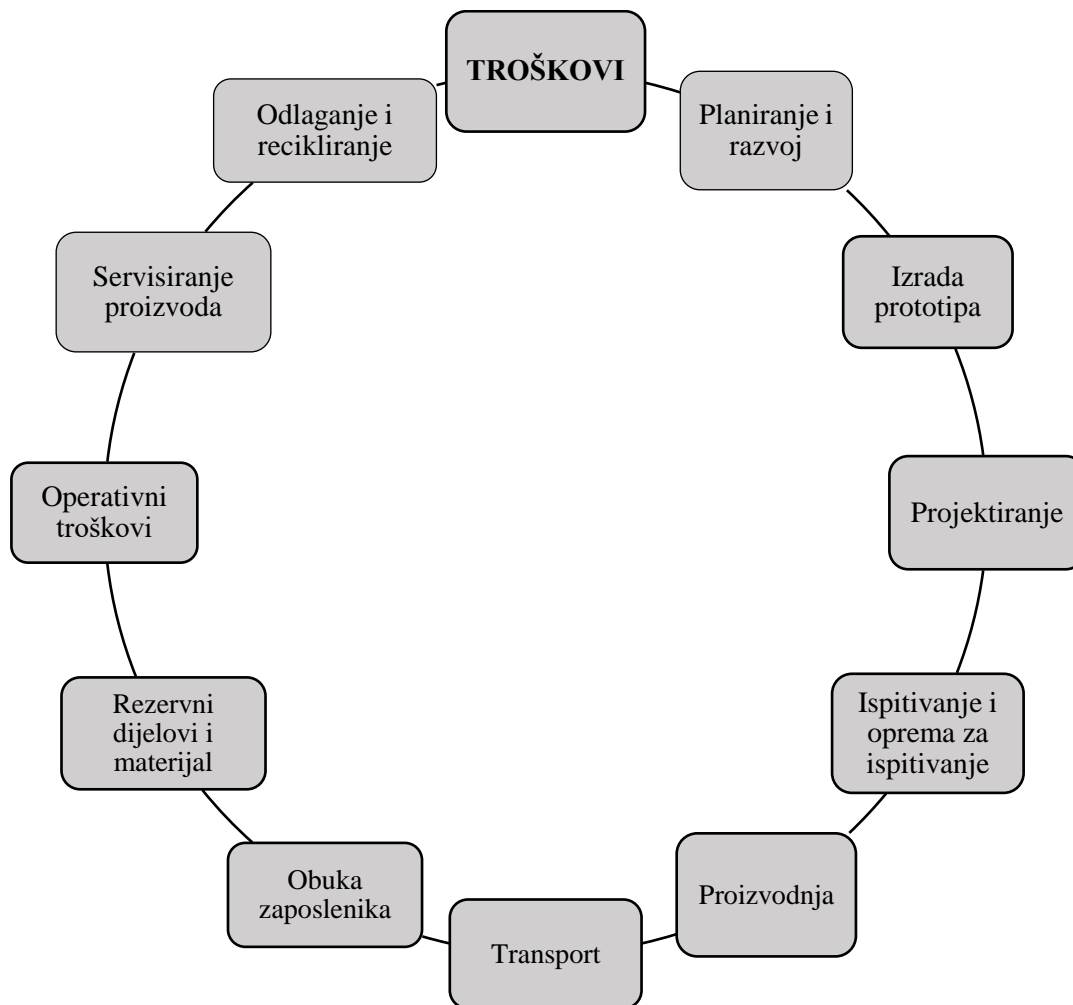 TROŠKOVI
Planiranje i
razvoj
Izrada
prototipa
Projektiranje
Ispitivanje i
oprema za
ispitivanje
Proizvodnja
Transport
Obuka
zaposlenika
Rezervni
dijelovi i
materijal
Operativni
troškovi
Servisiranje
proizvoda
Odlaganje i
recikliranje